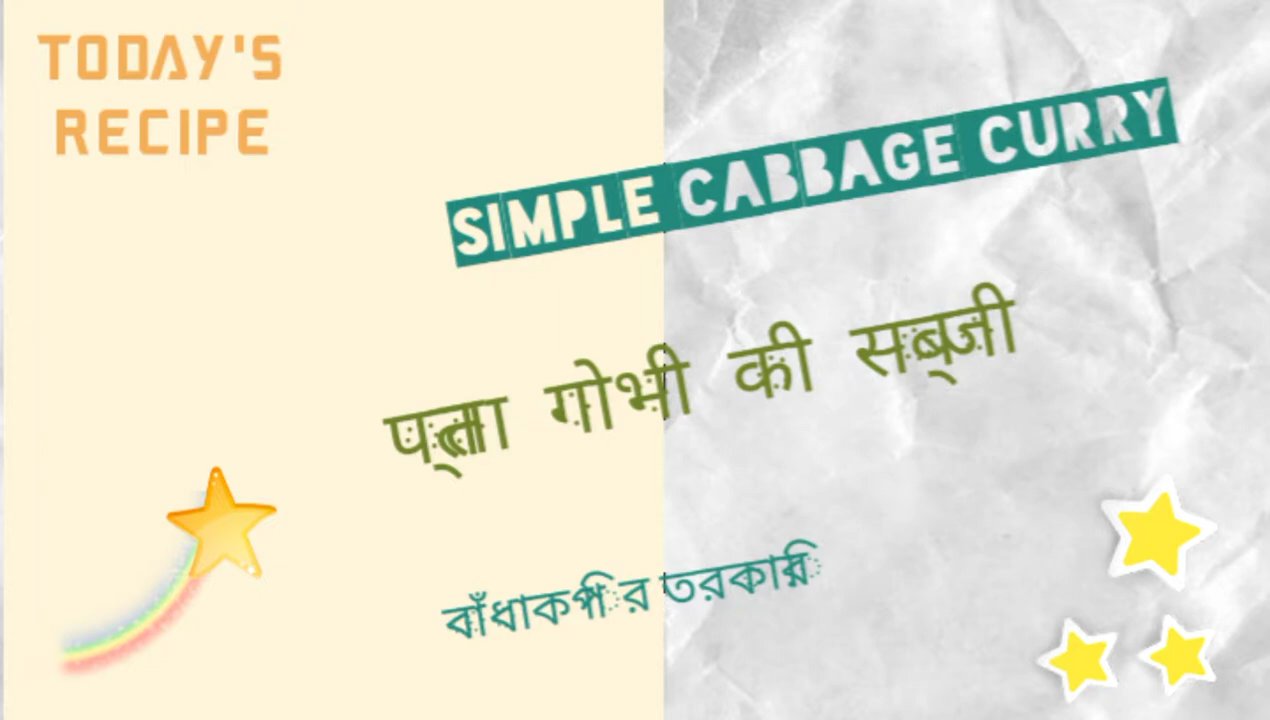 TODAY'S
RECIPE
SIMPLE CABBAGE CURRY
पत्ता गोभी की सब्जी
বাঁধাকপির তরকারি